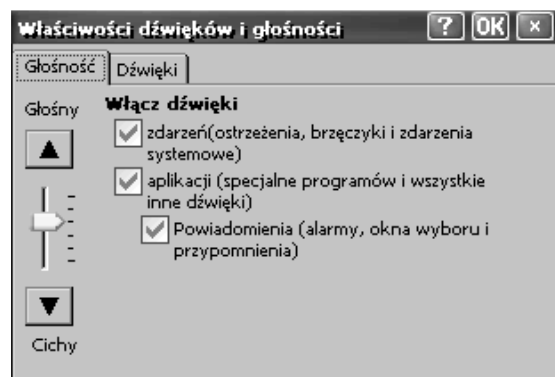 Właściwości dźwięków i głośności ? OK ×
Głośność Dźwięki
Głośny
Włącz dźwięki
zdarzeń(ostrzeżenia, brzęczyki i zdarzenia
systemowe)
aplikacji (specjalne programów i wszystkie
inne dźwięki)
Powiadomienia (alarmy, okna wyboru i
przypomnienia)
Cichy